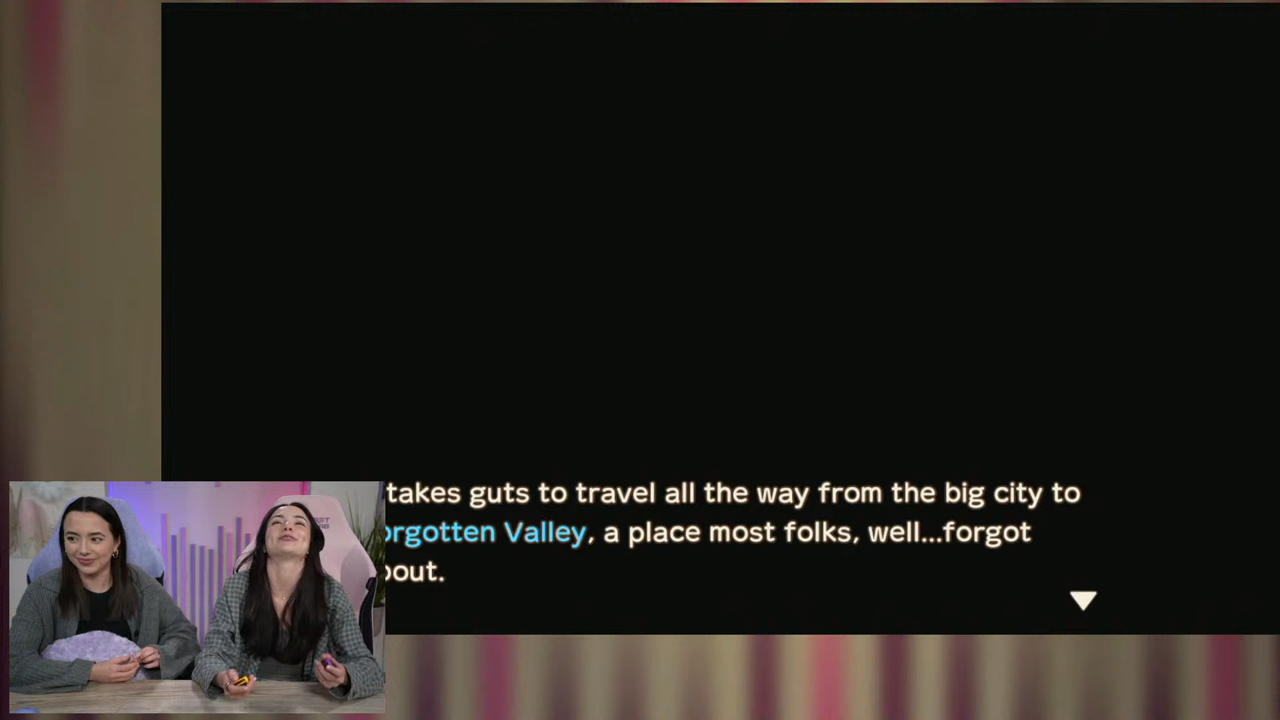 takes guts to travel all the way from the big city to
orgotten Valley, a place most folks, well...forgot
bout.